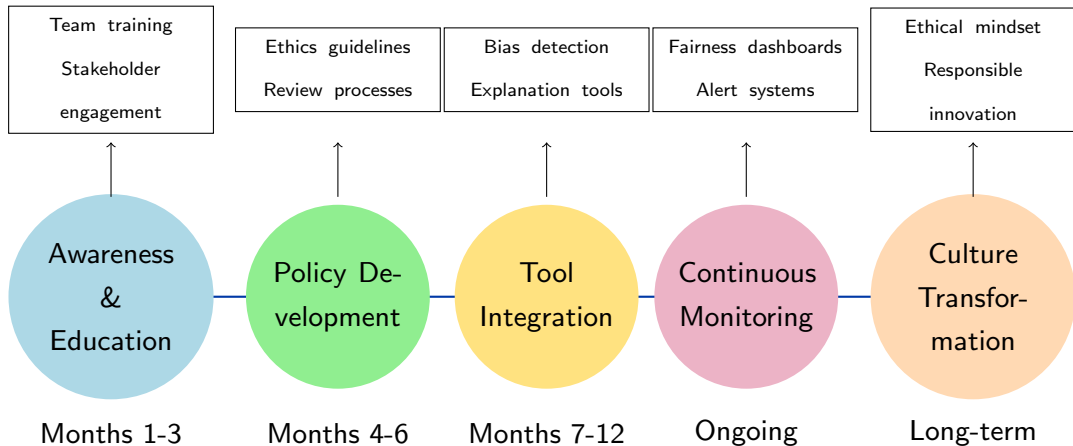 Team training
Stakeholder
engagement
Ethics guidelines
Review processes
Bias detection
Explanation tools
Fairness dashboards
Alert systems
Ethical mindset
Responsible
innovation
Awareness
&
Education
Policy De-
velopment
Tool
Integration
Continuous
Monitoring
Culture
Transfor-
mation
Months 1-3
Months 4-6
Months 7-12
Ongoing
Long-term